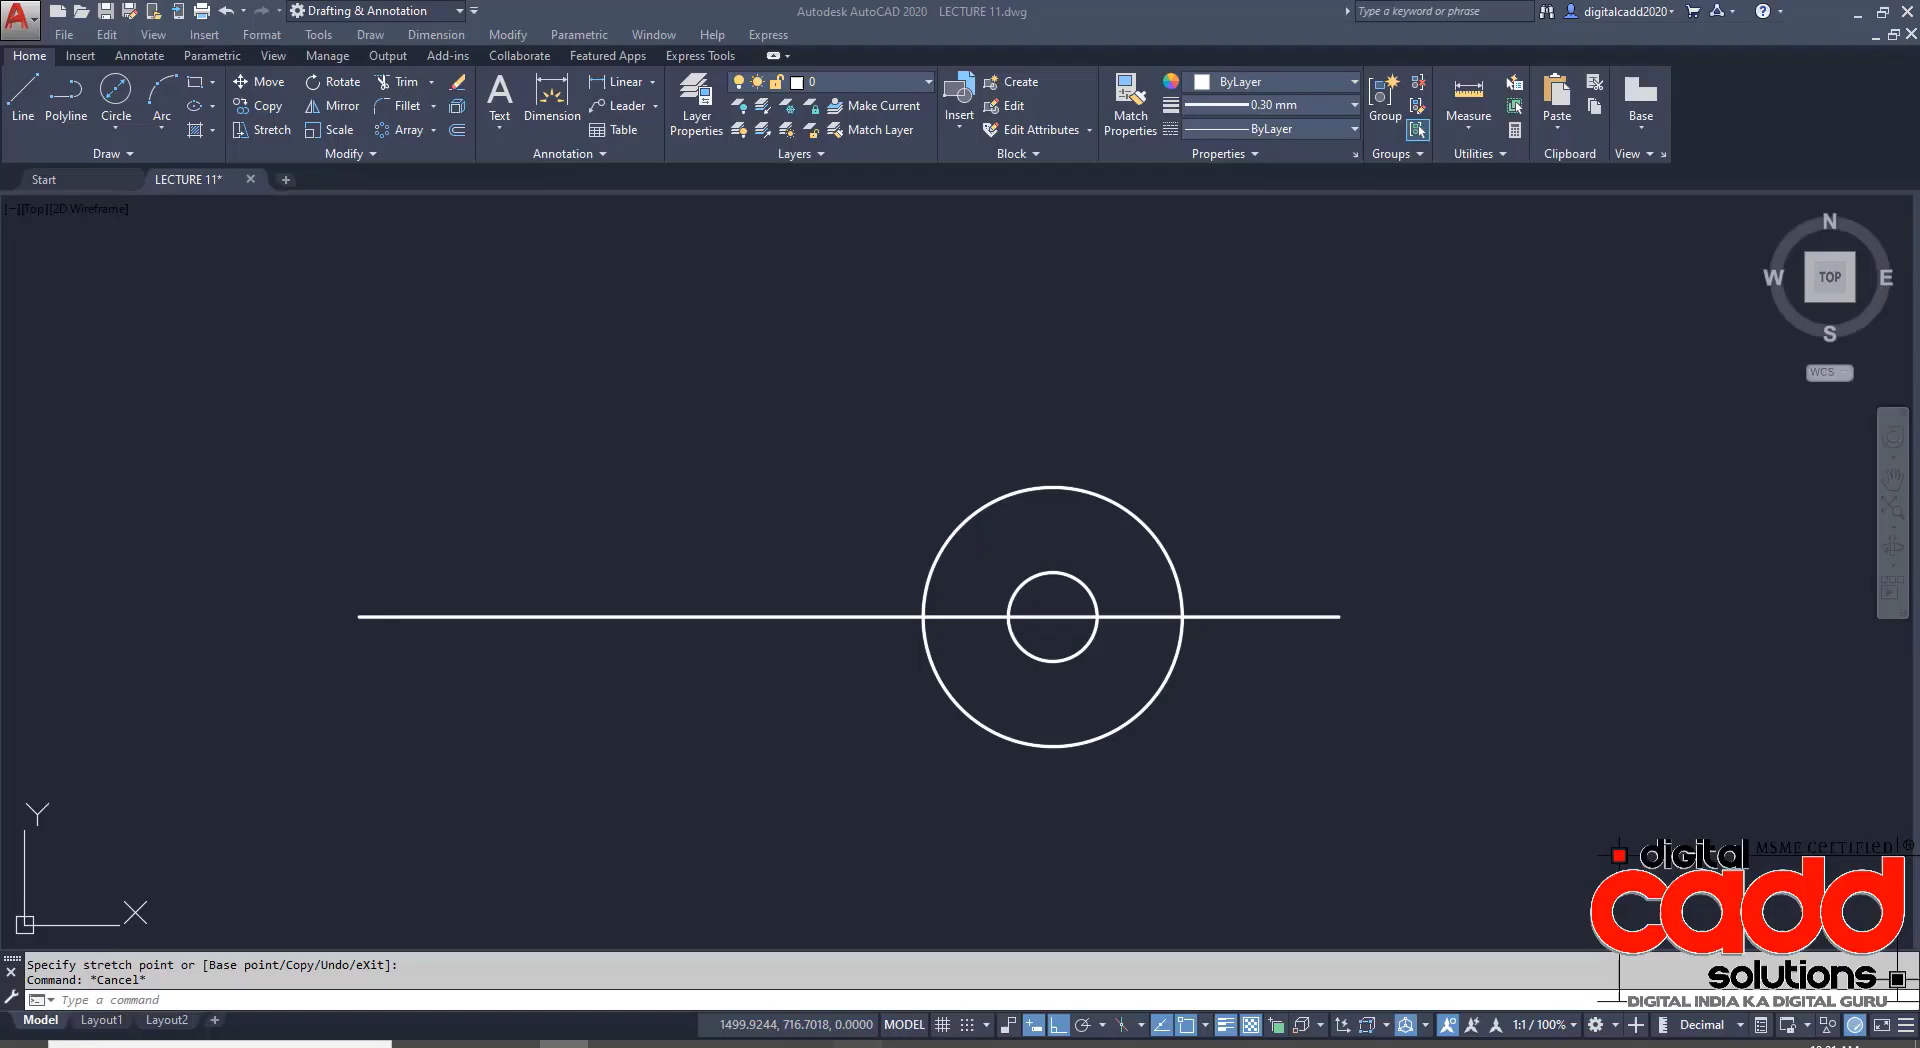 Drafting & Annotation
Autodesk AutoCAD 2020 LECTURE 11.dwg
Type a keyword or phrase
digitalcadd2020
File Edit View Insert Format Tools Draw Dimension Modify Parametric Window Help Express
Home Insert Annotate Parametric View Manage Output Add-ins Collaborate Express Tools Featured Apps
Line Polyline Circle Arc
Draw
Move Rotate Trim
Copy Mirror Fillet
Stretch Scale Array
Modify
Text Dimension
Linear
Leader
Table
Annotation
Layer Properties
0
Make Current
Match Layer
Layers
Insert
Create
Edit
Edit Attributes
Block
Match Properties
ByLayer
0.30 mm
ByLayer
Properties
Group
Groups
Measure
Utilities
Paste
Clipboard
Base
View
Start
LECTURE 11*
[−][Top][2D Wireframe]
N
W TOP E
S
WCS
Y
X
digital MSME CERTIFIED ®
cadd
solutions
DIGITAL INDIA KA DIGITAL GURU
Specify stretch point or [Base point/Copy/Undo/eXit]:
Command: *Cancel*
Type a command
Model Layout1 Layout2
1499.9244, 716.7018, 0.0000 MODEL
1:1 / 100%
Decimal